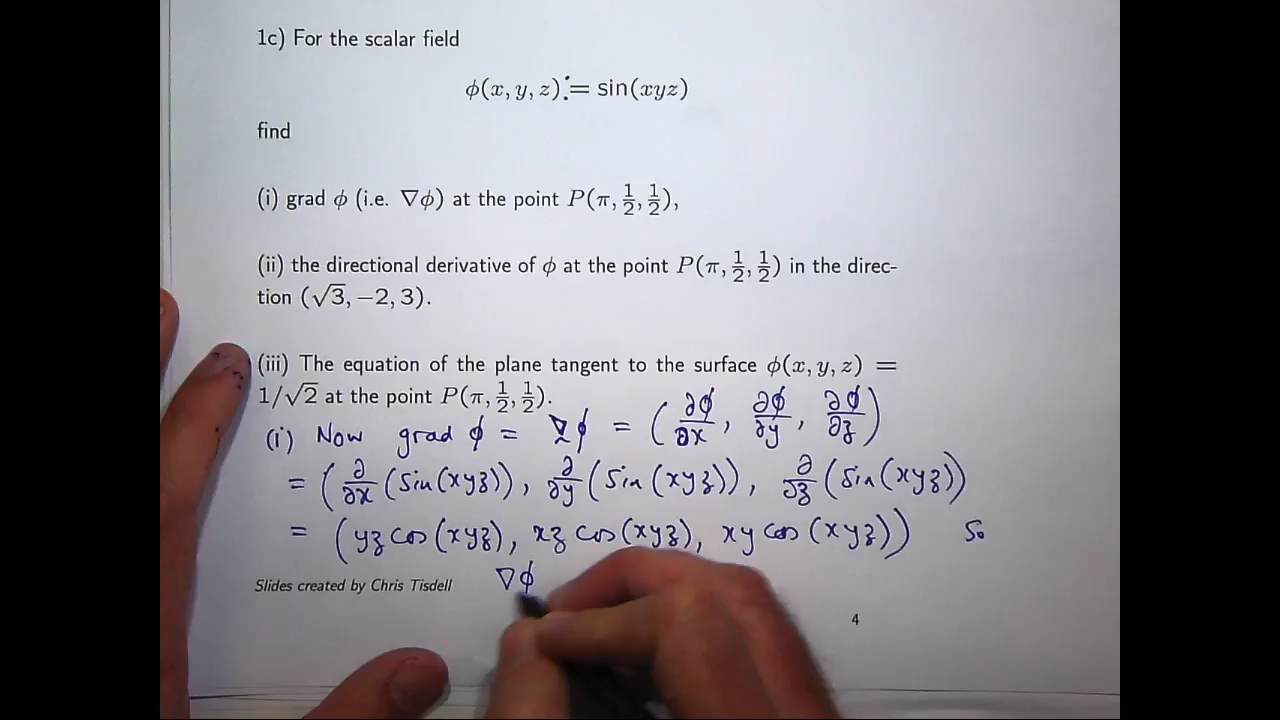 1c) For the scalar field
ϕ(x, y, z) := sin(xyz)
find
(i) grad ϕ (i.e. ∇ϕ) at the point P(π, 1/2, 1/2),
(ii) the directional derivative of ϕ at the point P(π, 1/2, 1/2) in the direc-
tion (√3, −2, 3).
(iii) The equation of the plane tangent to the surface ϕ(x, y, z) =
1/√2 at the point P(π, 1/2, 1/2).
(i) Now grad ϕ = ∇ϕ = (∂ϕ/∂x, ∂ϕ/∂y, ∂ϕ/∂z)
= (∂/∂x (sin(xyz)), ∂/∂y (sin(xyz)), ∂/∂z (sin(xyz))
= (yz cos(xyz), xz cos(xyz), xy cos(xyz)) So
∇ϕ
Slides created by Chris Tisdell
4